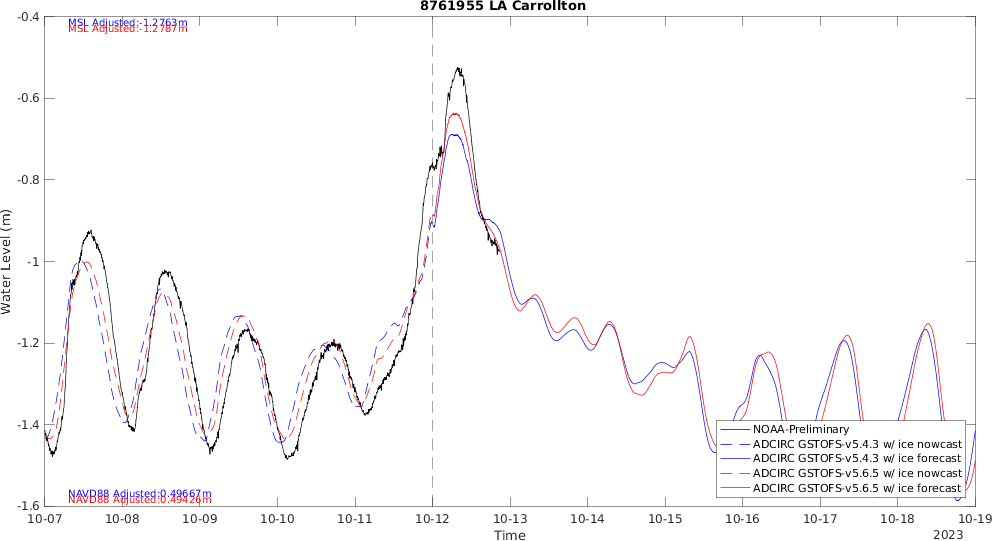 8761955 LA Carrollton
-0.4
MSL Adjusted:-1.2763m
MSL Adjusted:-1.2787m
-0.6
-0.8
-1
-1.2
-1.4
-1.6
Water Level (m)
NOAA-Preliminary
ADCIRC GSTOFS-v5.4.3 w/ ice nowcast
ADCIRC GSTOFS-v5.4.3 w/ ice forecast
ADCIRC GSTOFS-v5.6.5 w/ ice nowcast
ADCIRC GSTOFS-v5.6.5 w/ ice forecast
NAVD88 Adjusted:0.49667m
NAVD88 Adjusted:0.49426m
10-07 10-08 10-09 10-10 10-11 10-12 10-13 10-14 10-15 10-16 10-17 10-18 10-19
Time
2023